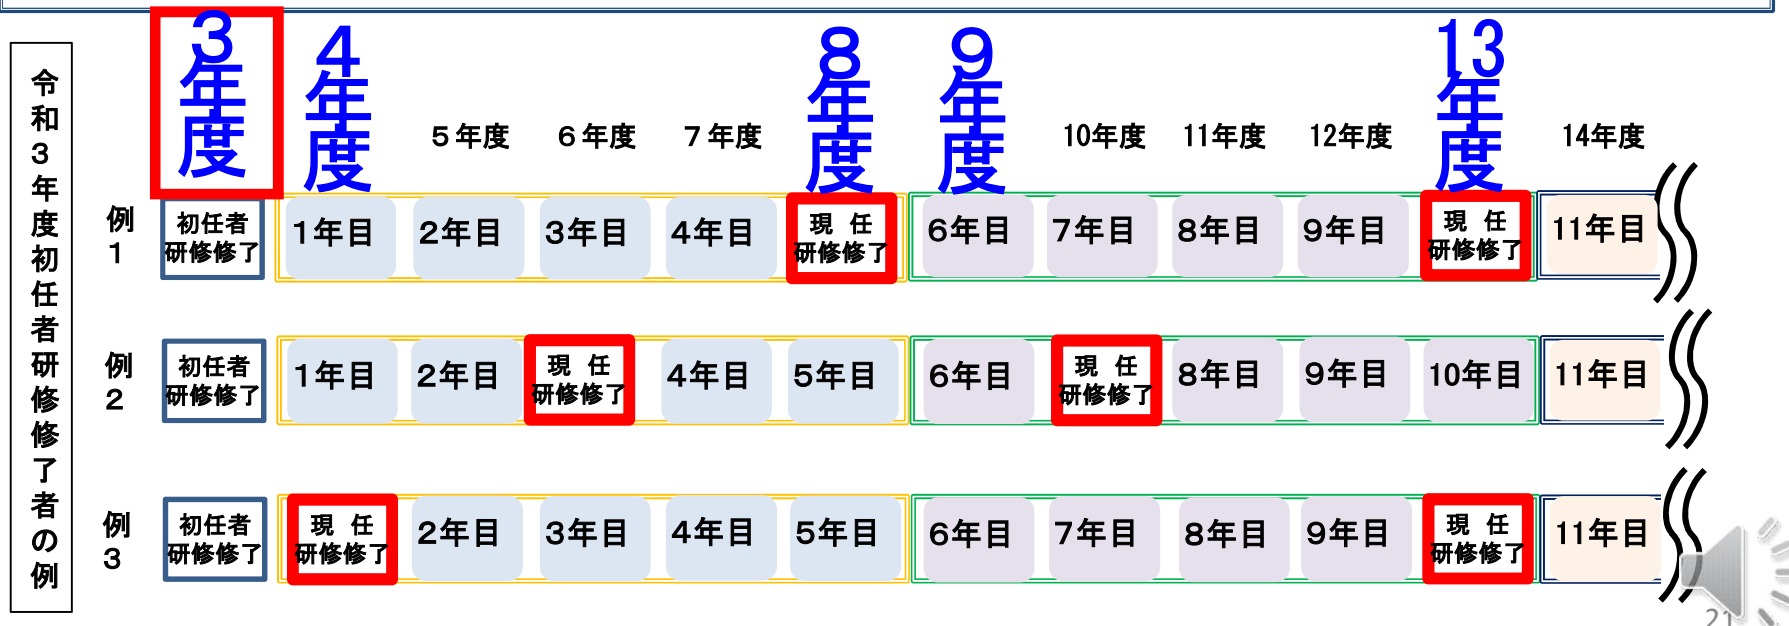 令和３年度初任者研修修了者の例
３年度
４年度
５年度
６年度
７年度
８年度
９年度
10年度
11年度
12年度
13年度
14年度
例１
初任者
研修修了
１年目
２年目
３年目
４年目
現 任
研修修了
６年目
７年目
８年目
９年目
現 任
研修修了
11年目
例２
初任者
研修修了
１年目
２年目
現 任
研修修了
４年目
５年目
６年目
現 任
研修修了
８年目
９年目
10年目
11年目
例３
初任者
研修修了
現 任
研修修了
２年目
３年目
４年目
５年目
６年目
７年目
８年目
９年目
現 任
研修修了
11年目
21